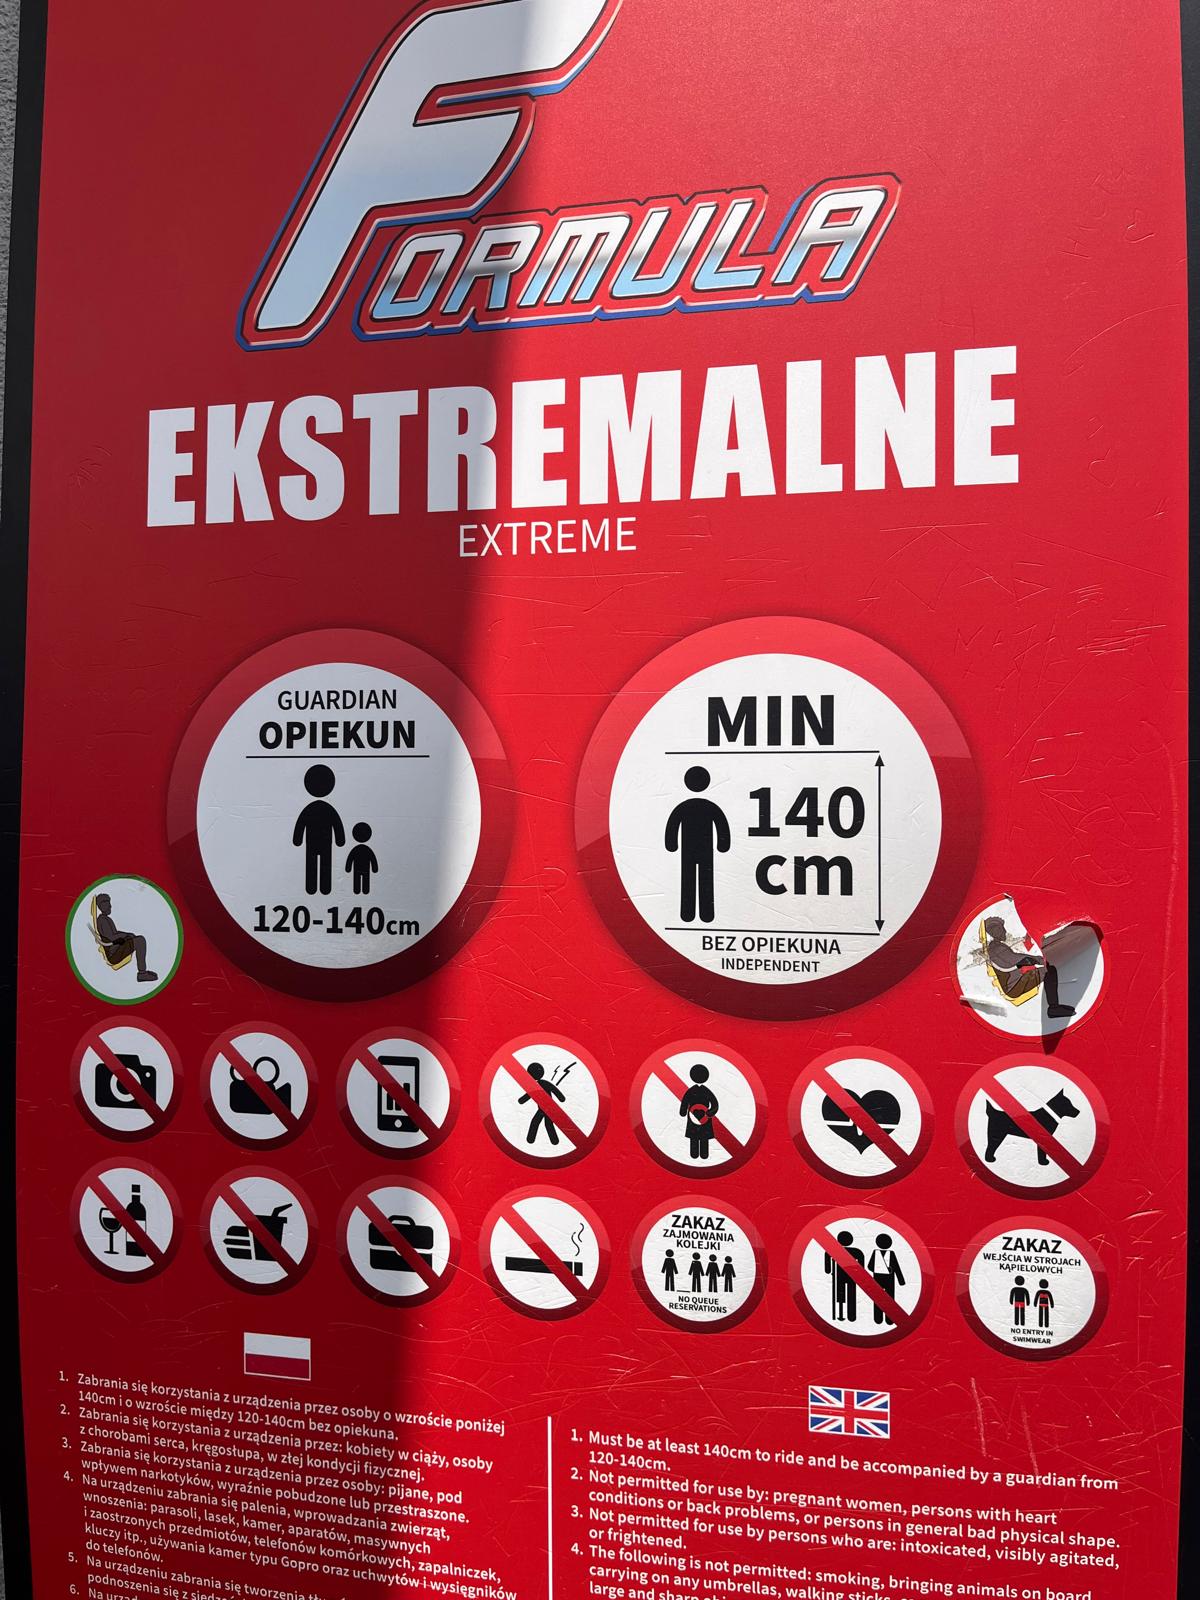 FORMULA
EKSTREMALNE
EXTREME
GUARDIAN
OPIEKUN
120-140cm
MIN
140
cm
BEZ OPIEKUNA
INDEPENDENT
ZAKAZ
ZAJMOWANIA
KOLEJKI
NO QUEUE
RESERVATIONS
ZAKAZ
WEJŚCIA W STROJACH
KĄPIELOWYCH
NO ENTRY IN
SWIMWEAR
1. Zabrania się korzystania z urządzenia przez osoby o wzroście poniżej
140cm i o wzroście między 120-140cm bez opiekuna.
2. Zabrania się korzystania z urządzenia przez: kobiety w ciąży, osoby
z chorobami serca, kręgosłupa, w złej kondycji fizycznej.
3. Zabrania się korzystania z urządzenia przez osoby: pijane, pod
wpływem narkotyków, wyraźnie pobudzone lub przestraszone.
4. Na urządzeniu zabrania się palenia, wprowadzania zwierząt,
wnoszenia: parasoli, lasek, kamer, aparatów, masywnych
i zaostrzonych przedmiotów, telefonów komórkowych, zapalniczek,
kluczy itp., używania kamer typu Gopro oraz uchwytów i wysięgników
do telefonów.
5. Na urządzeniu zabrania się tworzenia
podnoszenia się z
6. Na
1. Must be at least 140cm to ride and be accompanied by a guardian from
120-140cm.
2. Not permitted for use by: pregnant women, persons with heart
conditions or back problems, or persons in general bad physical shape.
3. Not permitted for use by persons who are: intoxicated, visibly agitated,
or frightened.
4. The following is not permitted: smoking, bringing animals on board,
carrying on any umbrellas, walking sticks,
large and sharp